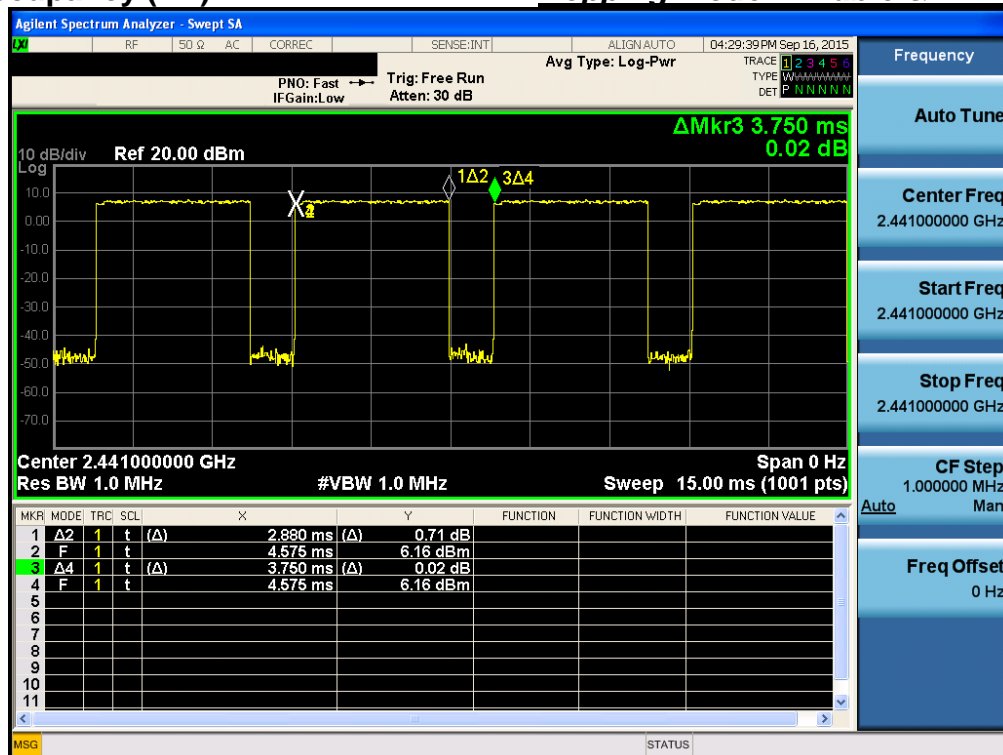 Agilent Spectrum Analyzer - Swept SA
LXI RF 50 Ω AC CORREC SENSE:INT ALIGN AUTO 04:29:39 PM Sep 16, 2015
PNO: Fast
IFGain:Low
Trig: Free Run
Atten: 30 dB
Avg Type: Log-Pwr
TRACE 1 2 3 4 5 6
TYPE W
DET P N N N N N
ΔMkr3 3.750 ms
0.02 dB
10 dB/div Ref 20.00 dBm
Log
1Δ2 3Δ4
10.0
0.00
-10.0
-20.0
-30.0
-40.0
-50.0
-60.0
-70.0
Center 2.441000000 GHz Span 0 Hz
Res BW 1.0 MHz #VBW 1.0 MHz Sweep 15.00 ms (1001 pts)
MKR MODE TRC SCL X Y FUNCTION FUNCTION WIDTH FUNCTION VALUE
1 Δ2 1 t (Δ) 2.880 ms (Δ) 0.71 dB
2 F 1 t 4.575 ms 6.16 dBm
3 Δ4 1 t (Δ) 3.750 ms (Δ) 0.02 dB
4 F 1 t 4.575 ms 6.16 dBm
5
6
7
8
9
10
11
MSG STATUS
Frequency
Auto Tune
Center Freq
2.441000000 GHz
Start Freq
2.441000000 GHz
Stop Freq
2.441000000 GHz
CF Step
1.000000 MHz
Auto Man
Freq Offset
0 Hz